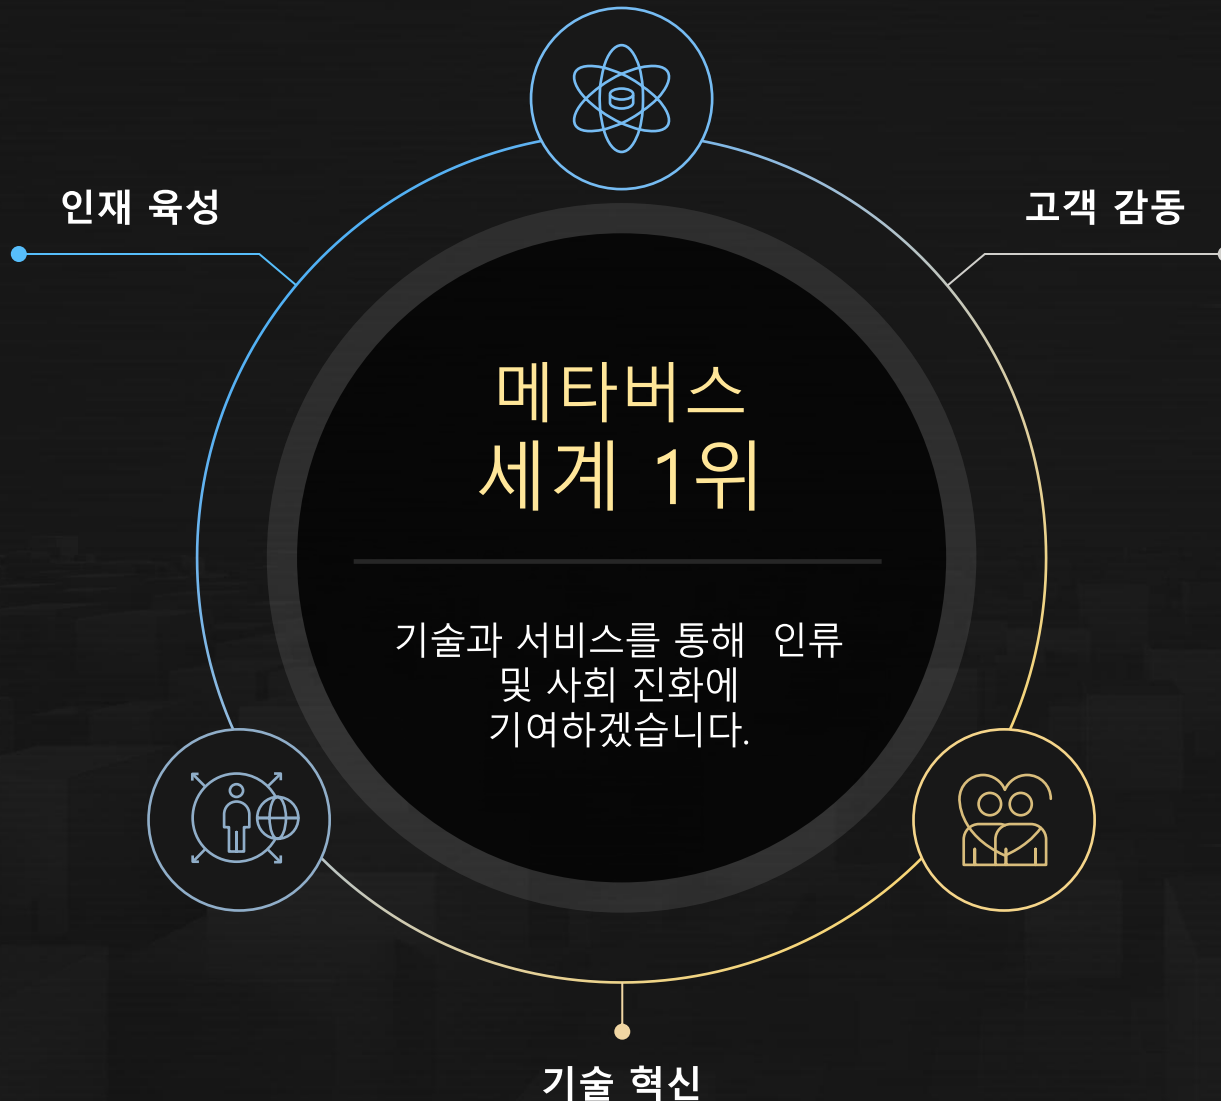 인재 육성
고객 감동
메타버스
세계 1위
기술과 서비스를 통해 인류
및 사회 진화에
기여하겠습니다.
기술 혁신